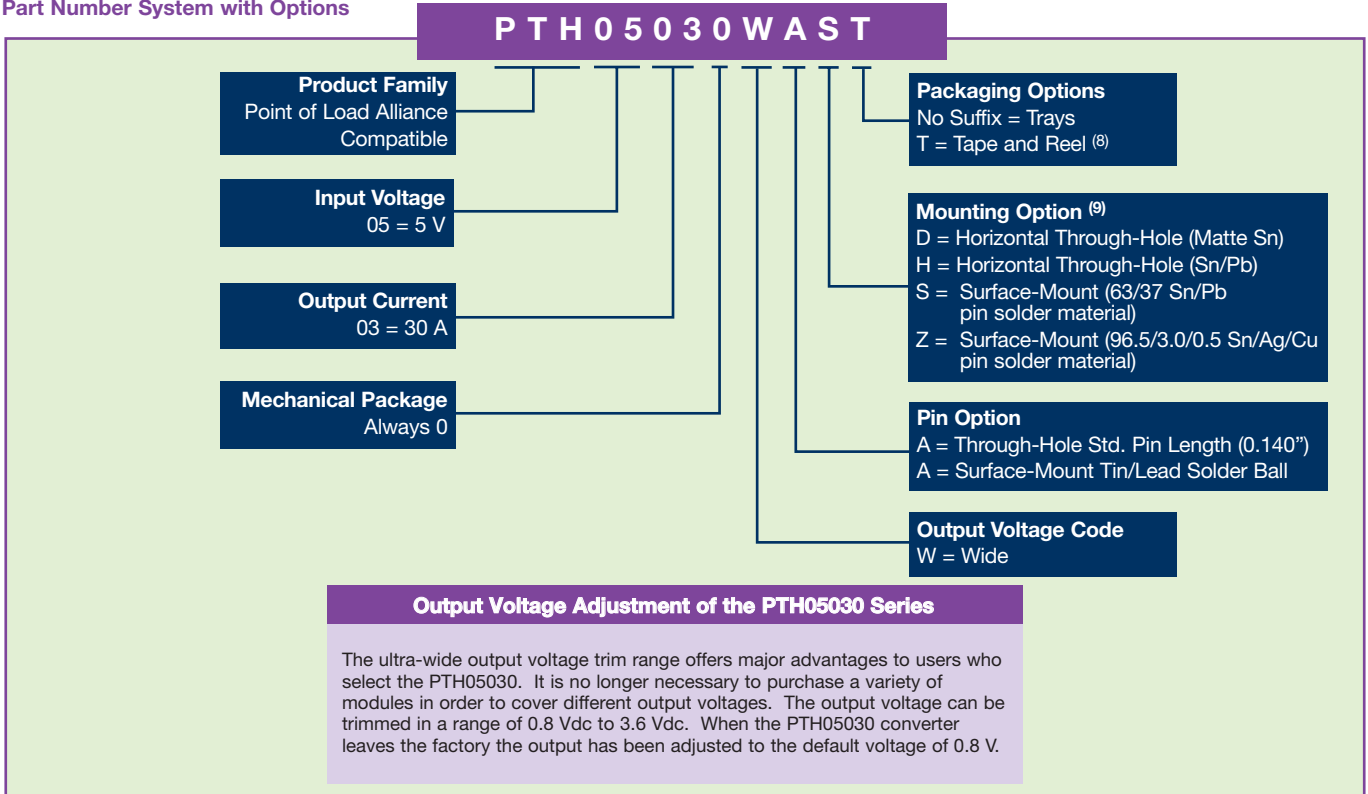 Part Number System with Options
PTH05030WAST
Product Family
Point of Load Alliance
Compatible
Input Voltage
05 = 5 V
Output Current
03 = 30 A
Mechanical Package
Always 0
Packaging Options
No Suffix = Trays
T = Tape and Reel (8)
Mounting Option (9)
D = Horizontal Through-Hole (Matte Sn)
H = Horizontal Through-Hole (Sn/Pb)
S = Surface-Mount (63/37 Sn/Pb
pin solder material)
Z = Surface-Mount (96.5/3.0/0.5 Sn/Ag/Cu
pin solder material)
Pin Option
A = Through-Hole Std. Pin Length (0.140”)
A = Surface-Mount Tin/Lead Solder Ball
Output Voltage Code
W = Wide
Output Voltage Adjustment of the PTH05030 Series
The ultra-wide output voltage trim range offers major advantages to users who
select the PTH05030. It is no longer necessary to purchase a variety of
modules in order to cover different output voltages. The output voltage can be
trimmed in a range of 0.8 Vdc to 3.6 Vdc. When the PTH05030 converter
leaves the factory the output has been adjusted to the default voltage of 0.8 V.